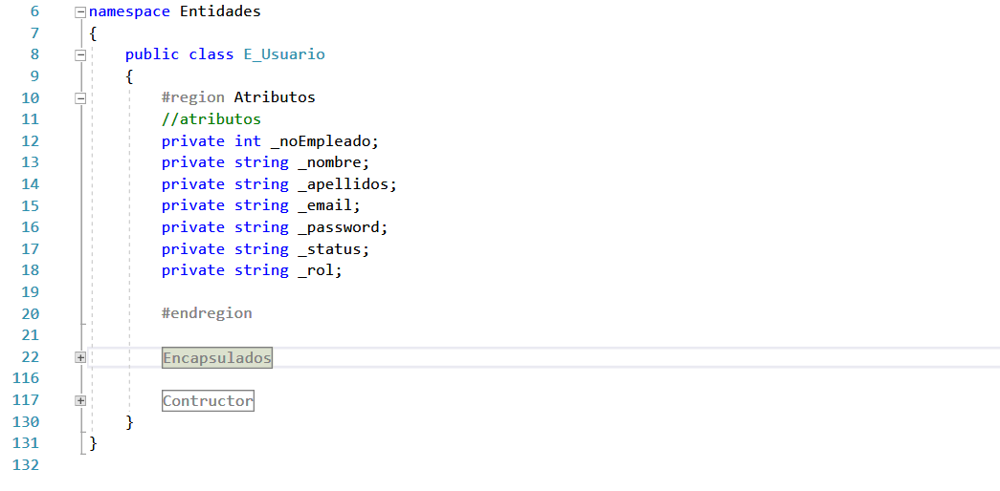 6 namespace Entidades
7 {
8 public class E_Usuario
9 {
10 #region Atributos
11 //atributos
12 private int _noEmpleado;
13 private string _nombre;
14 private string _apellidos;
15 private string _email;
16 private string _password;
17 private string _status;
18 private string _rol;
19
20 #endregion
21
22 Encapsulados
116
117 Contructor
130 }
131 }
132